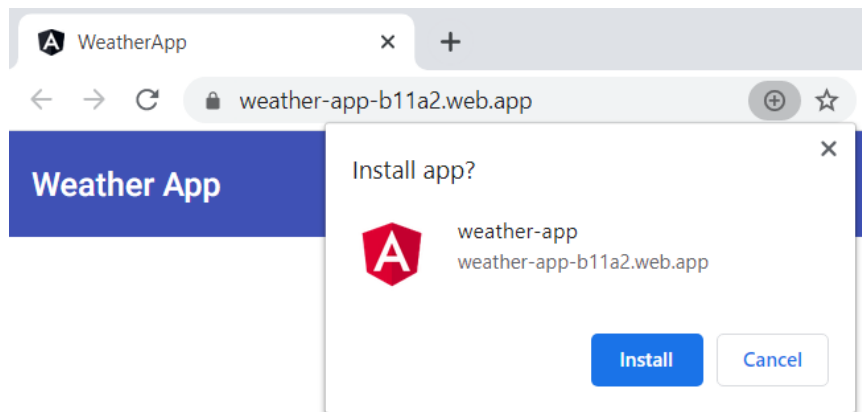 WeatherApp
weather-app-b11a2.web.app
Weather App
Install app?
weather-app
weather-app-b11a2.web.app
Install Cancel